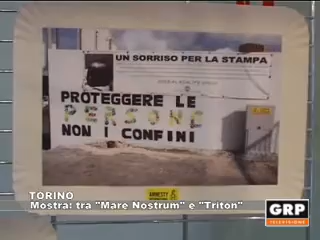 UN SORRISO PER LA STAMPA
PROTEGGERE LE
PERSONE
NON I CONFINI
AMNESTY
INTERNATIONAL
TORINO
Mostra: tra "Mare Nostrum" e "Triton"
GRP
TELEVISIONE